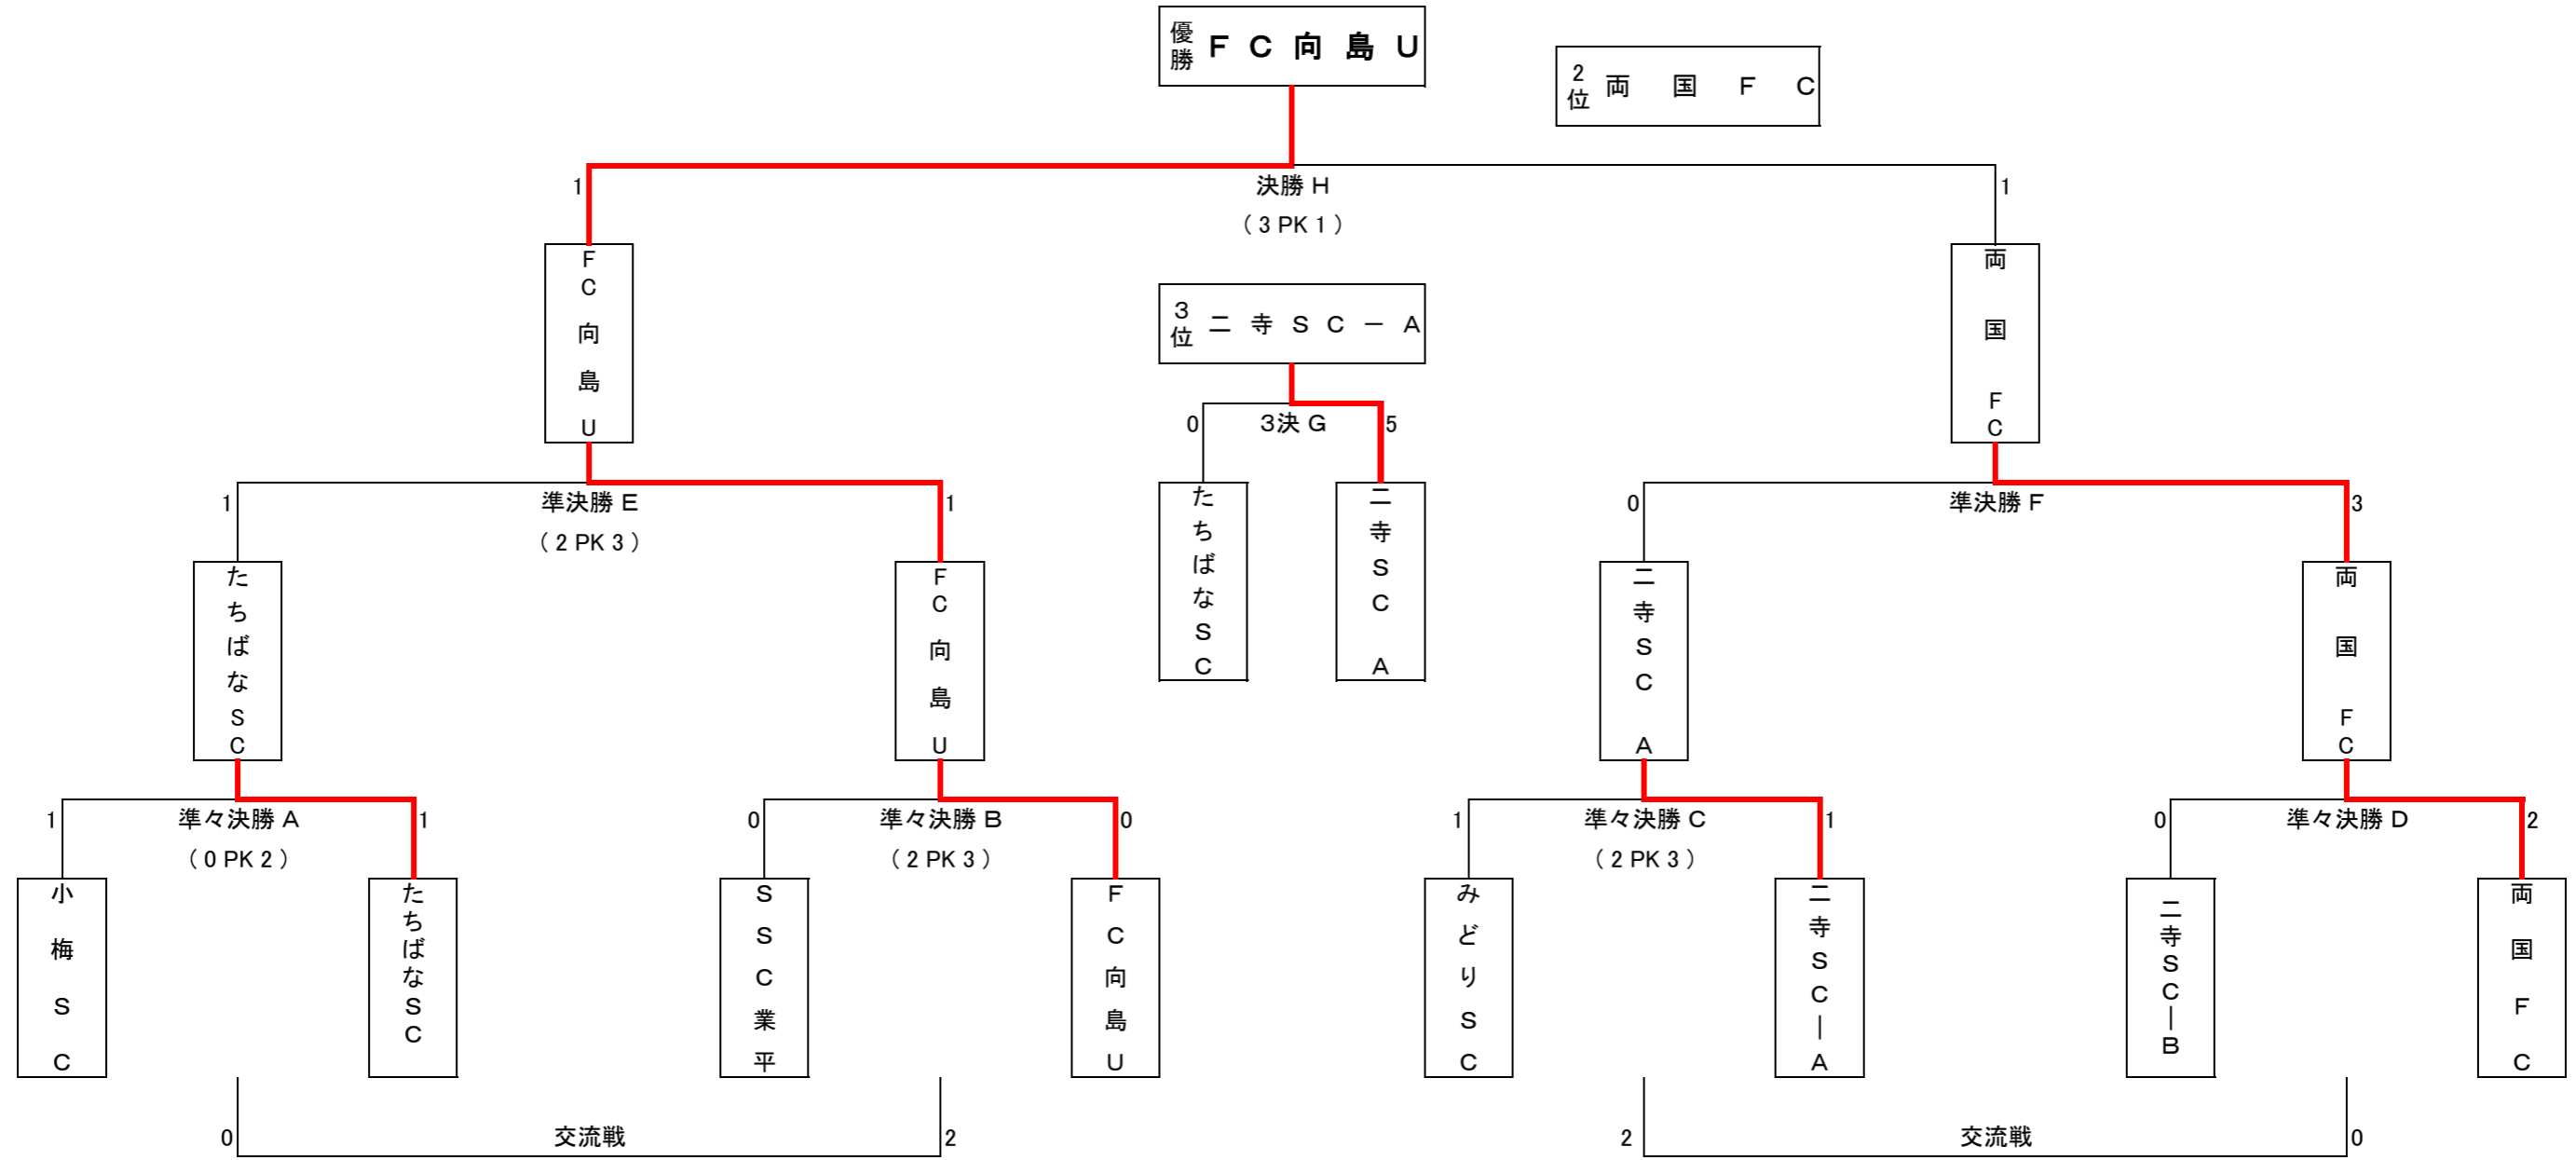 優勝 FC向島U
2位 両国FC
1 決勝 H 1
( 3 PK 1 )
FC向島U
両国FC
3位 二寺SC－A
0 3決 G 5
たちばなSC
二寺SC A
1 準決勝 E 1
( 2 PK 3 )
0 準決勝 F 3
たちばなSC
FC向島U
二寺SC A
両国FC
1 準々決勝 A 1
( 0 PK 2 )
0 準々決勝 B 0
( 2 PK 3 )
1 準々決勝 C 1
( 2 PK 3 )
0 準々決勝 D 2
小梅SC
たちばなSC
SSC業平
FC向島U
みどりSC
二寺SC－A
二寺SC－B
両国FC
0 交流戦 2
2 交流戦 0